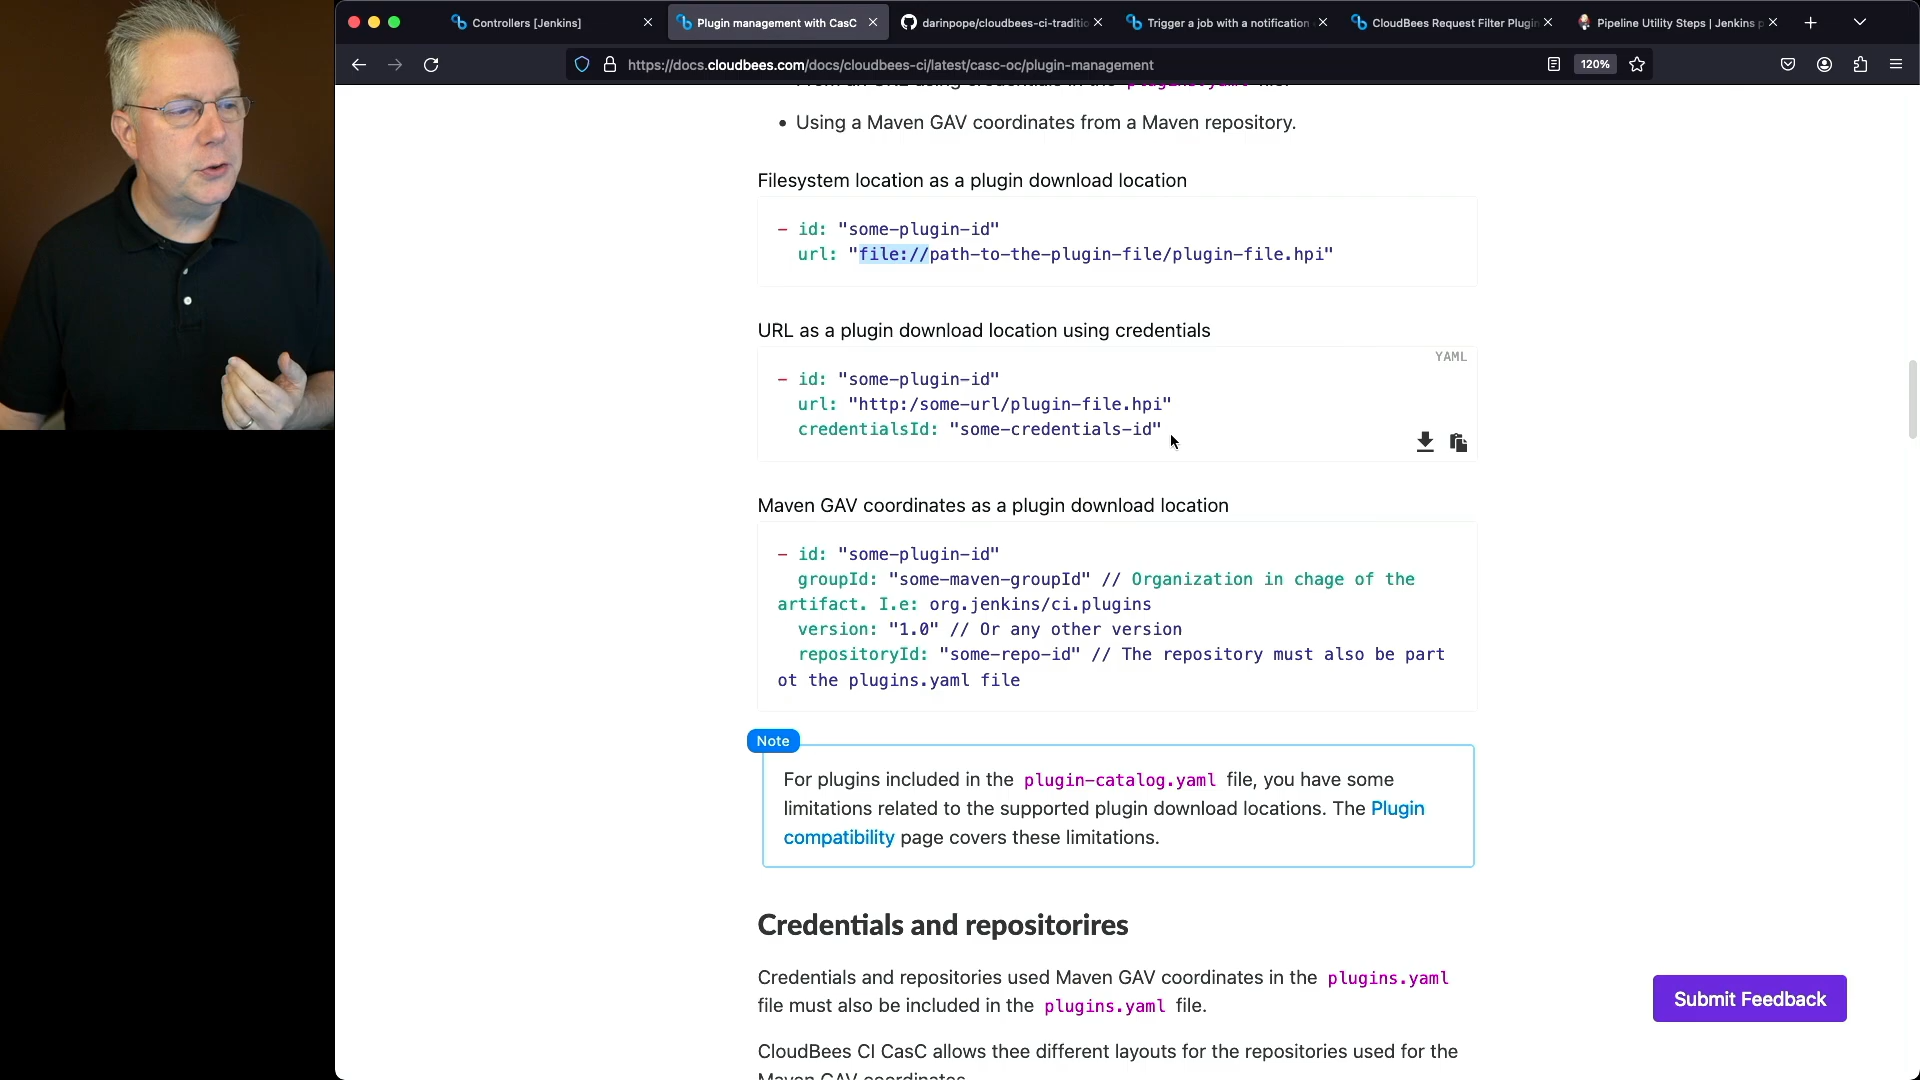 Controllers [Jenkins]
Plugin management with CasC
darinpope/cloudbees-ci-traditio
Trigger a job with a notification
CloudBees Request Filter Plugin
Pipeline Utility Steps | Jenkins p
https://docs.cloudbees.com/docs/cloudbees-ci/latest/casc-oc/plugin-management
120%
• Using a Maven GAV coordinates from a Maven repository.
Filesystem location as a plugin download location
- id: "some-plugin-id"
url: "file://path-to-the-plugin-file/plugin-file.hpi"
URL as a plugin download location using credentials
YAML
- id: "some-plugin-id"
url: "http:/some-url/plugin-file.hpi"
credentialsId: "some-credentials-id"
Maven GAV coordinates as a plugin download location
- id: "some-plugin-id"
groupId: "some-maven-groupId" // Organization in chage of the
artifact. I.e: org.jenkins/ci.plugins
version: "1.0" // Or any other version
repositoryId: "some-repo-id" // The repository must also be part
ot the plugins.yaml file
Note
For plugins included in the plugin-catalog.yaml file, you have some
limitations related to the supported plugin download locations. The Plugin
compatibility page covers these limitations.
Credentials and repositorires
Credentials and repositories used Maven GAV coordinates in the plugins.yaml
file must also be included in the plugins.yaml file.
CloudBees CI CasC allows thee different layouts for the repositories used for the
Maven GAV coordinates
Submit Feedback